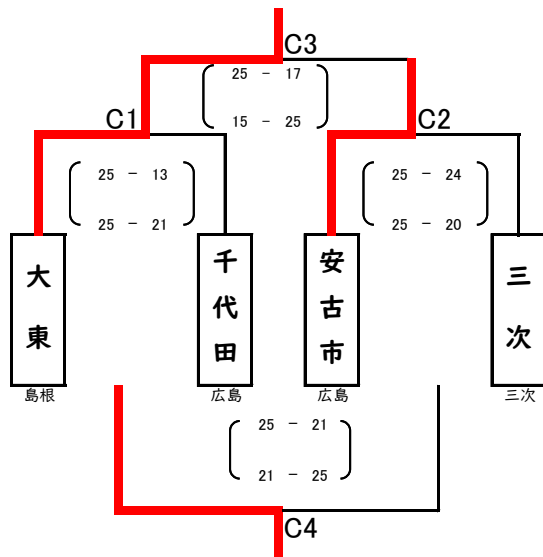 C3
25 － 17
15 － 25
C1
C2
25 － 13
25 － 21
25 － 24
25 － 20
大東
千代田
安古市
三次
島根
広島
広島
三次
25 － 21
21 － 25
C4